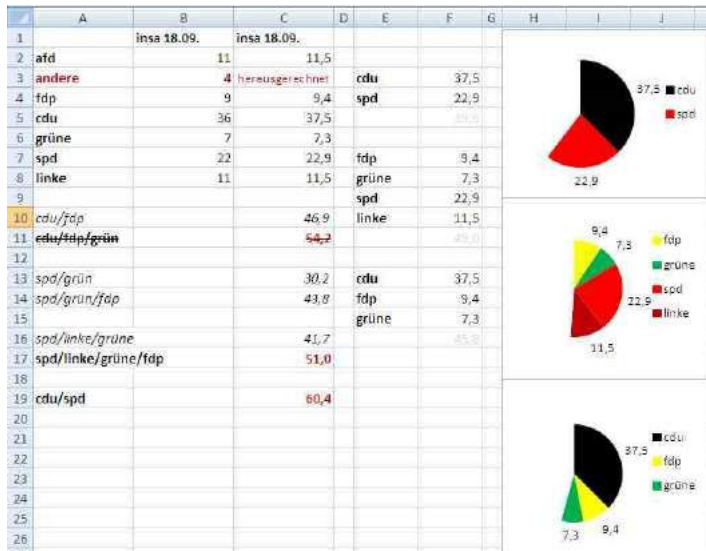 A B C D E F G H I J
1 insa 18.09. insa 18.09.
2 afd 11 11,5
3 andere 4 herausgerechnet cdu 37,5
4 fdp 9 9,4 spd 22,9
5 cdu 36 37,5
6 grüne 7 7,3
7 spd 22 22,9 fdp 9,4
8 linke 11 11,5 grüne 7,3
9 spd 22,9
10 cdu/fdp 46,9 linke 11,5
11 cdu/fdp/grün 54,2
12
13 spd/grün 30,2 cdu 37,5
14 spd/grün/fdp 43,8 fdp 9,4
15 grüne 7,3
16 spd/linke/grüne 41,7
17 spd/linke/grüne/fdp 51,0
18
19 cdu/spd 60,4
20
21
22
23
24
25
26
37,5 cdu
spd
22,9
9,4 fdp
7,3 grüne
22,9 spd
linke
11,5
cdu
37,5 fdp
grüne
7,3 9,4